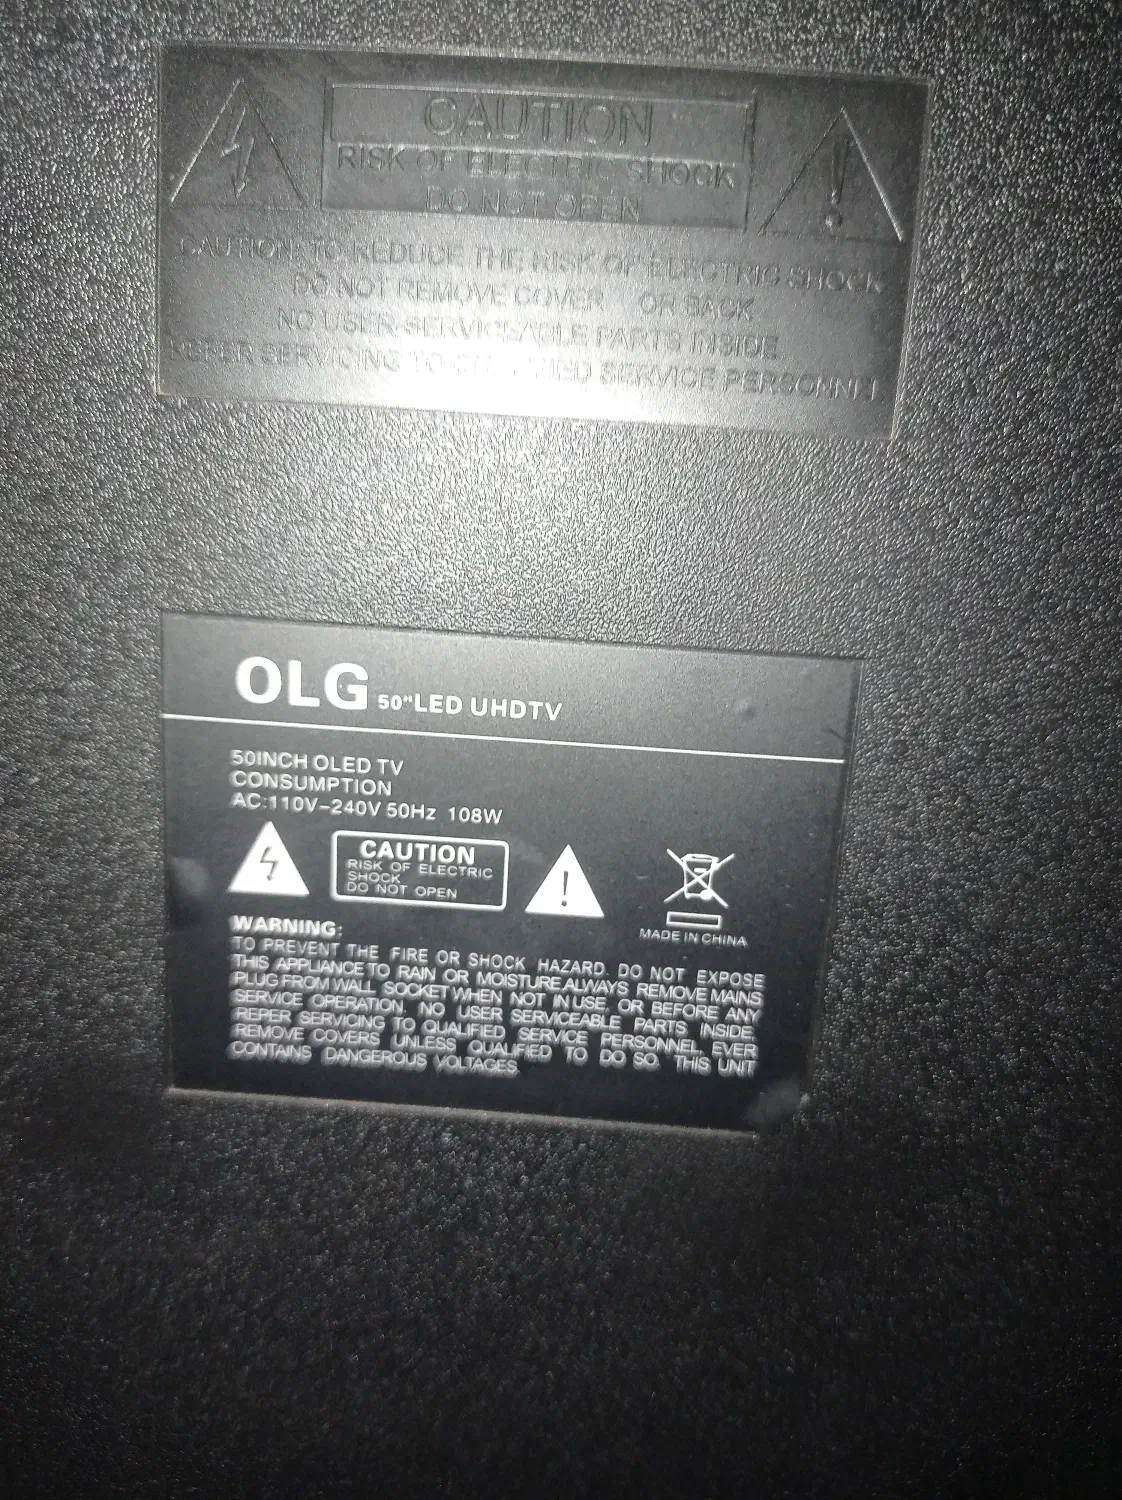 CAUTION
RISK OF ELECTRIC SHOCK
DO NOT OPEN
CAUTION: TO REDUCE THE RISK OF ELECTRIC SHOCK
DO NOT REMOVE COVER OR BACK
NO USER-SERVICEABLE PARTS INSIDE
SERVICING TO SERVICE
OLG 50"LED UHDTV
50INCH OLED TV
CONSUMPTION
AC:110V-240V 50Hz 108W
CAUTION
RISK OF ELECTRIC
SHOCK
DO NOT OPEN
MADE IN CHINA
WARNING:
TO PREVENT THE FIRE OR SHOCK HAZARD. DO NOT EXPOSE
THIS APPLIANCE TO RAIN OR MOISTURE ALWAYS REMOVE MAINS
PLUG FROM WALL SOCKET WHEN NOT IN USE, OR BEFORE ANY
SERVICE OPERATION, NO USER SERVICEABLE PARTS INSIDE.
REPER SERVICING TO QUALIFIED SERVICE PERSONNEL EVER
REMOVE COVERS UNLESS QUALIFIED TO DO SO. THIS UNIT
CONTAINS DANGEROUS VOLTAGES.